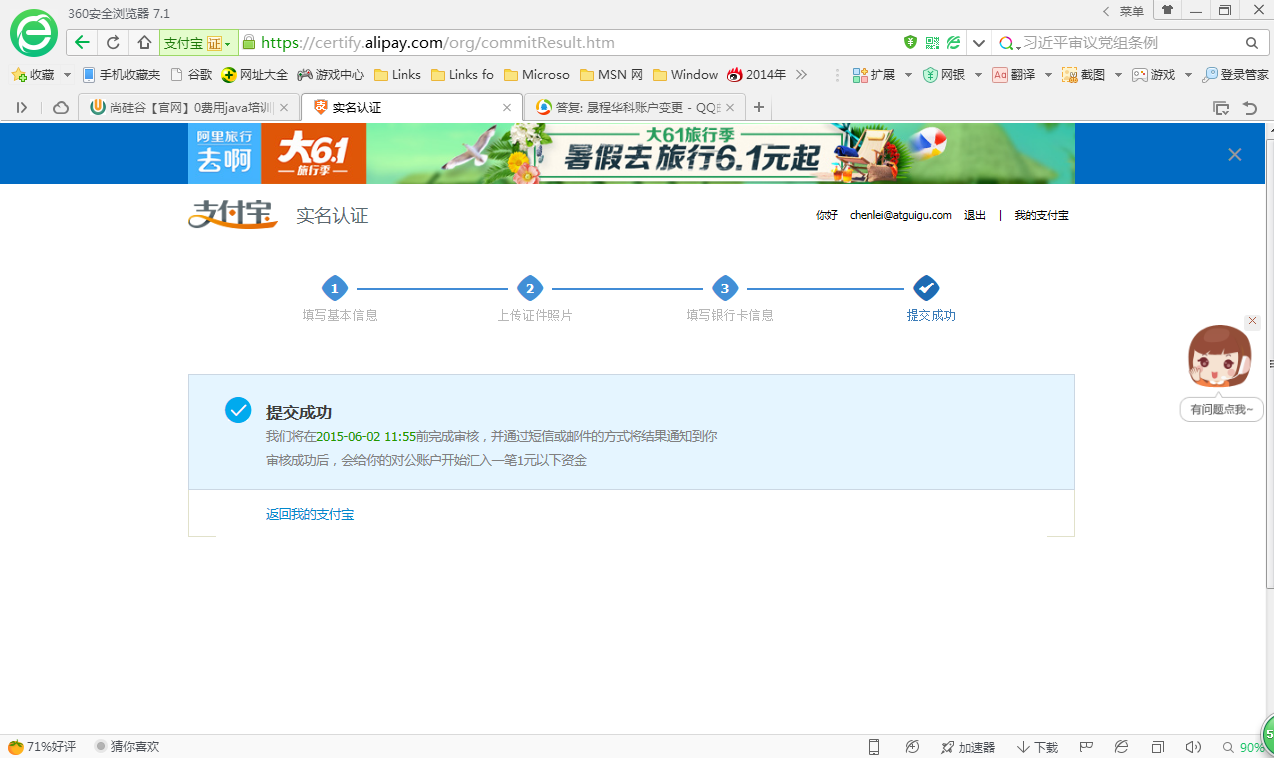 360安全浏览器 7.1
菜单
支付宝 证
https://certify.alipay.com/org/commitResult.htm
习近平审议党组条例
收藏 手机收藏夹 谷歌 网址大全 游戏中心 Links Links fo Microso MSN 网 Window 2014年 扩展 网银 Aa 翻译 截图 游戏 登录管家
尚硅谷【官网】0费用java培训 实名认证 答复: 晟程华科账户变更 - QQ邮
阿里旅行 去啊 大6.1 旅行季 大61旅行季
暑假去旅行6.1元起
支付宝 实名认证 你好 chenlei@atguigu.com 退出 | 我的支付宝
1 2 3
填写基本信息 上传证件照片 填写银行卡信息 提交成功
有问题点我~
提交成功
我们将在2015-06-02 11:55前完成审核，并通过短信或邮件的方式将结果通知到你
审核成功后，会给你的对公账户开始汇入一笔1元以下资金
返回我的支付宝
71%好评 猜你喜欢 加速器 下载 90%